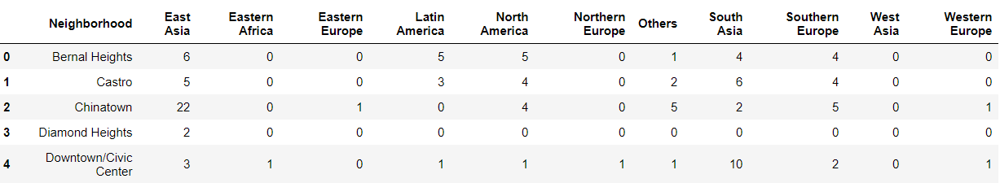 Neighborhood East Asia Eastern Africa Eastern Europe Latin America North America Northern Europe Others South Asia Southern Europe West Asia Western Europe
0 Bernal Heights 6 0 0 5 5 0 1 4 4 0 0
1 Castro 5 0 0 3 4 0 2 6 4 0 0
2 Chinatown 22 0 1 0 4 0 5 2 5 0 1
3 Diamond Heights 2 0 0 0 0 0 0 0 0 0 0
4 Downtown/Civic Center 3 1 0 1 1 1 1 10 2 0 1